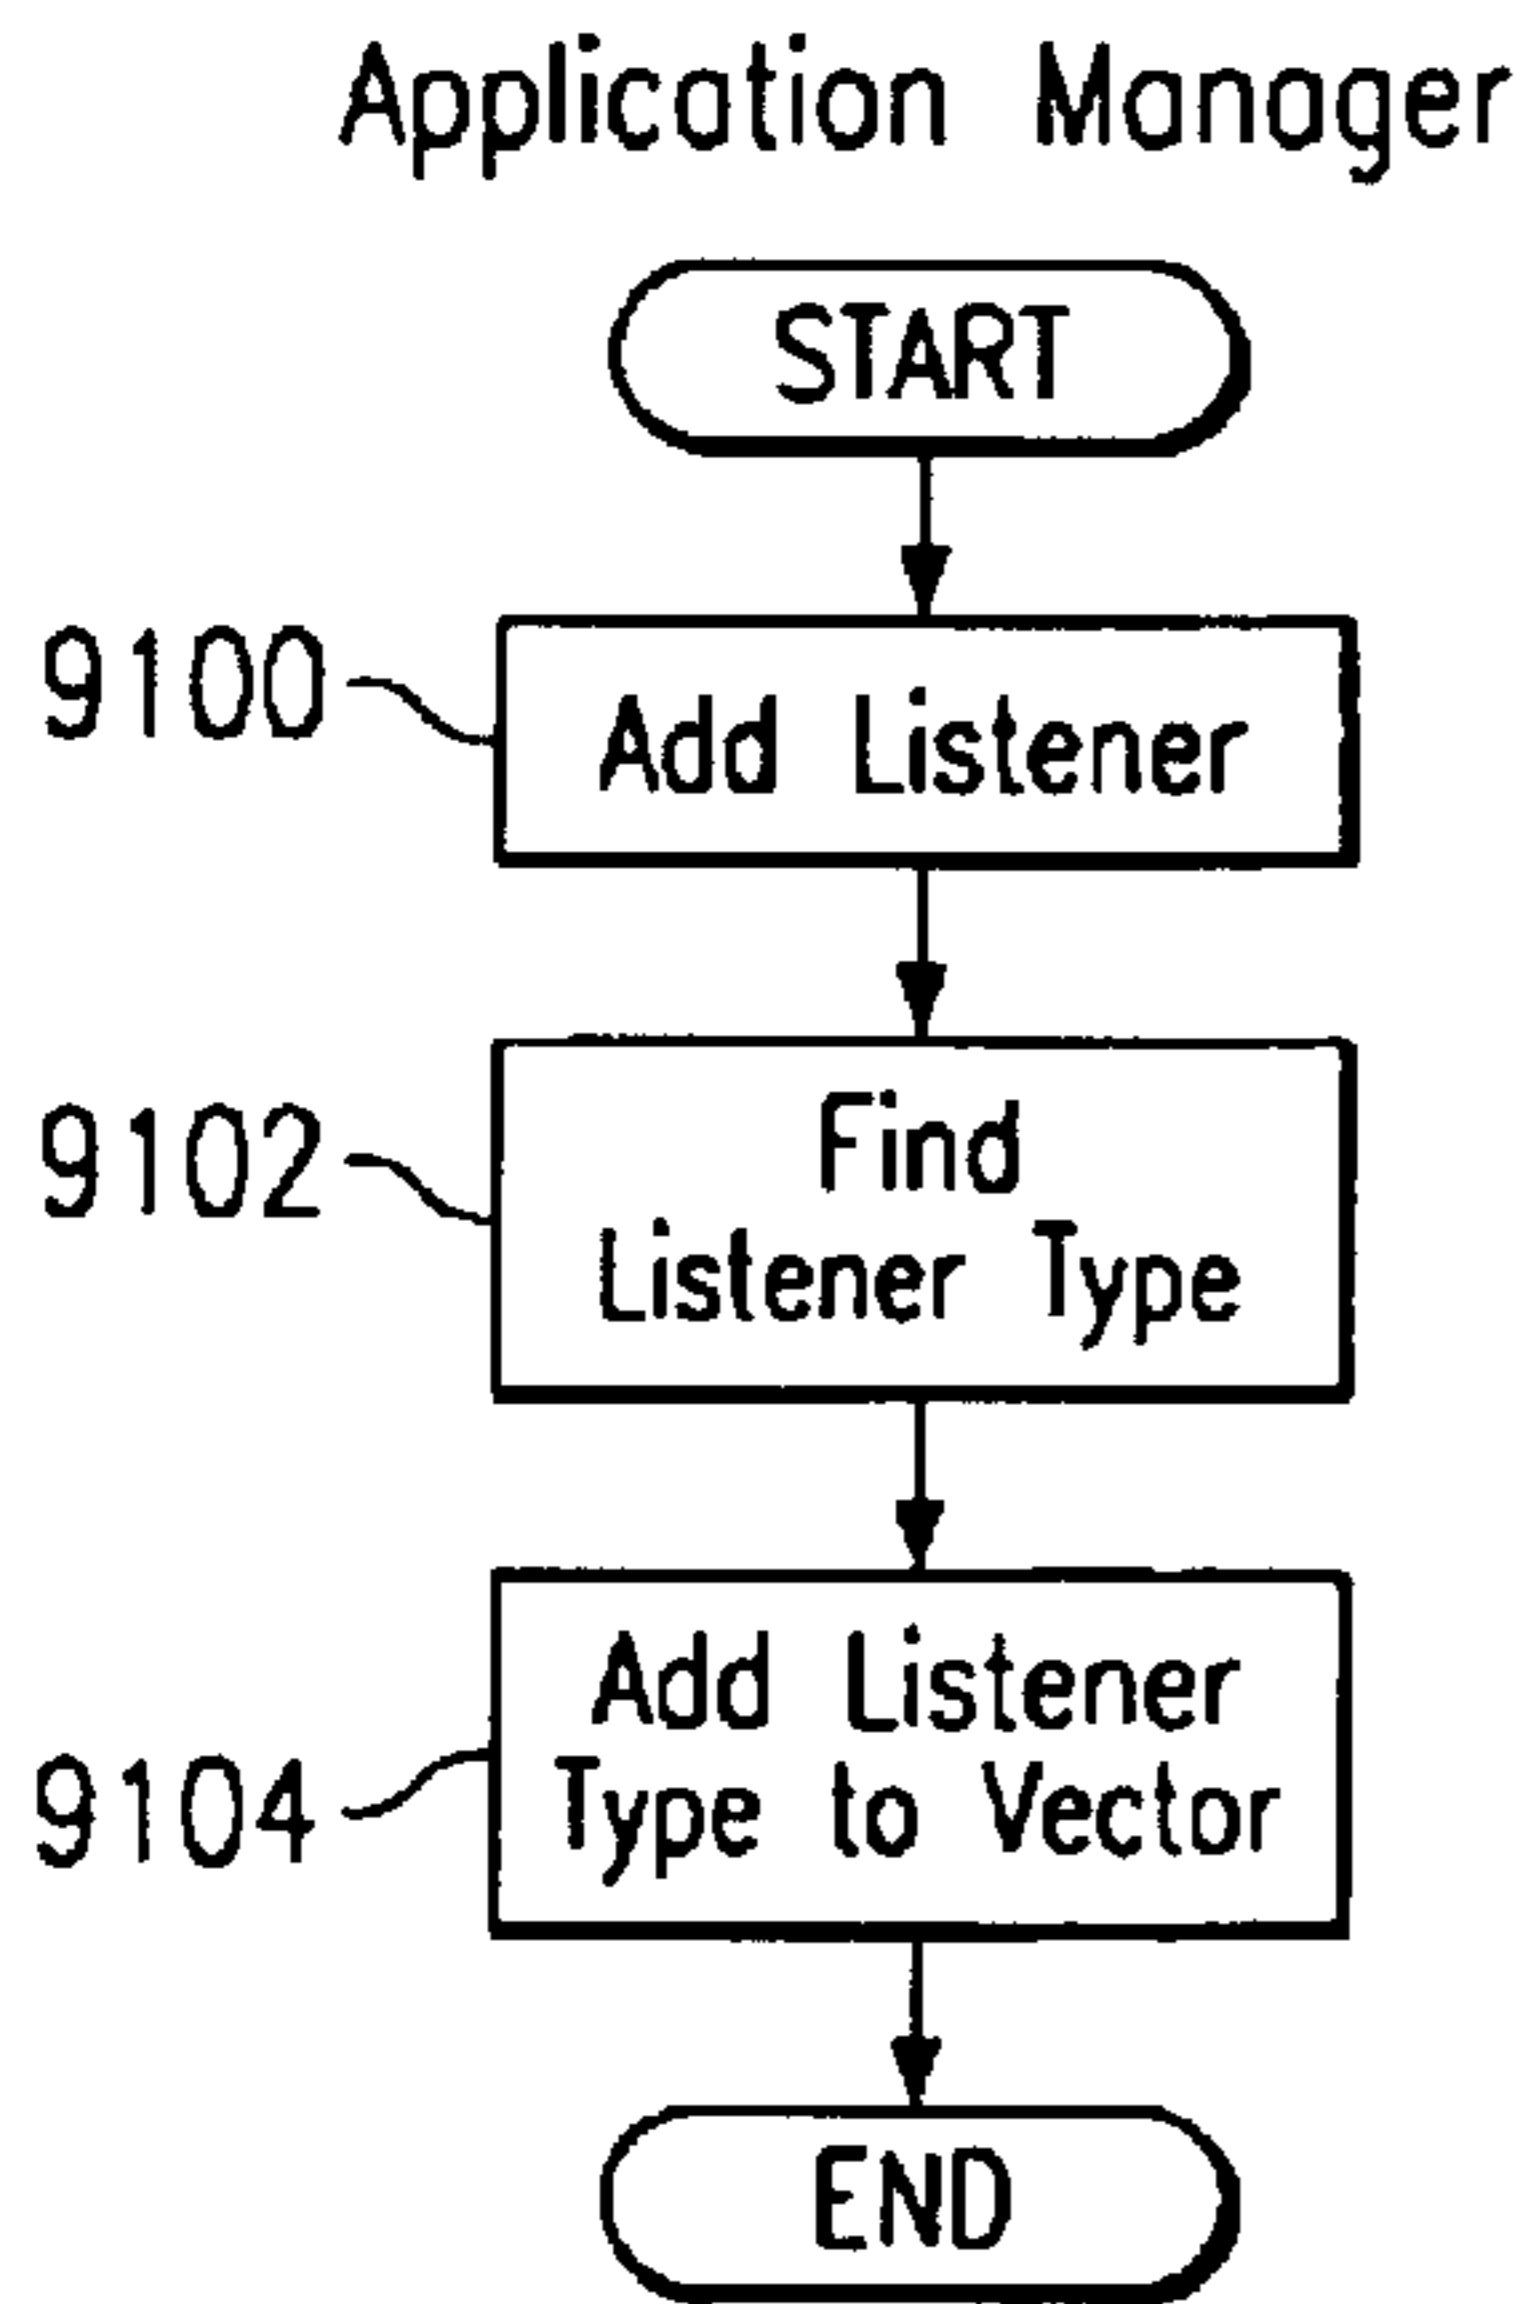 Application Manager
START
9100
Add Listener
9102
Find
Listener Type
9104
Add Listener
Type to Vector
END